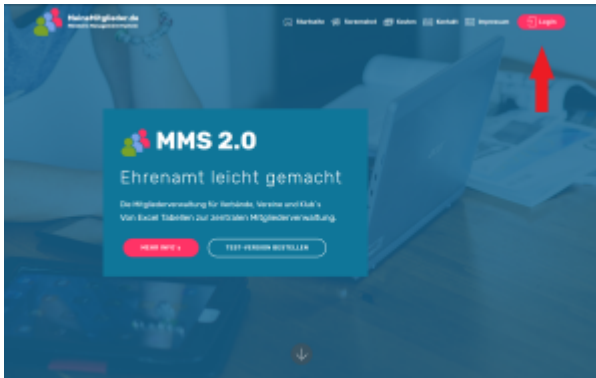 MeineMitglieder.de
Startseite Screenshot Kosten Kontakt Impressum Login
MMS 2.0
Ehrenamt leicht gemacht
Die Mitgliederverwaltung für Verbände, Vereine und Klub's
Von Excel Tabellen zur zentralen Mitgliederverwaltung.
MEHR INFO's TEST-VERSION BESTELLEN